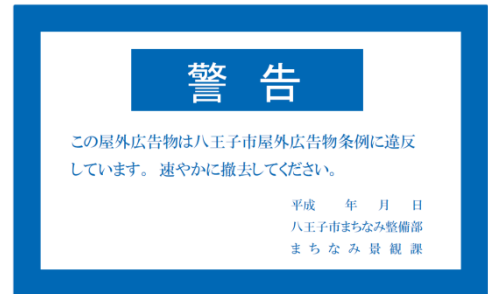 警告
この屋外広告物は八王子市屋外広告物条例に違反
しています。速やかに撤去してください。
平成　　年　月　日
八王子市まちなみ整備部
まちなみ景観課